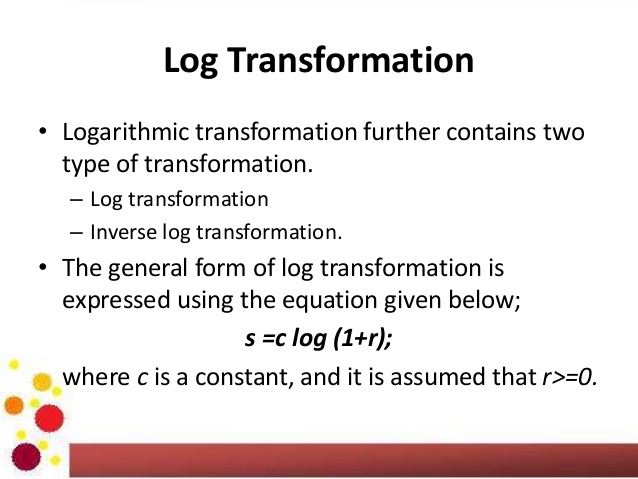 Log Transformation
• Logarithmic transformation further contains two
type of transformation.
– Log transformation
– Inverse log transformation.
• The general form of log transformation is
expressed using the equation given below;
s =c log (1+r);
where c is a constant, and it is assumed that r>=0.